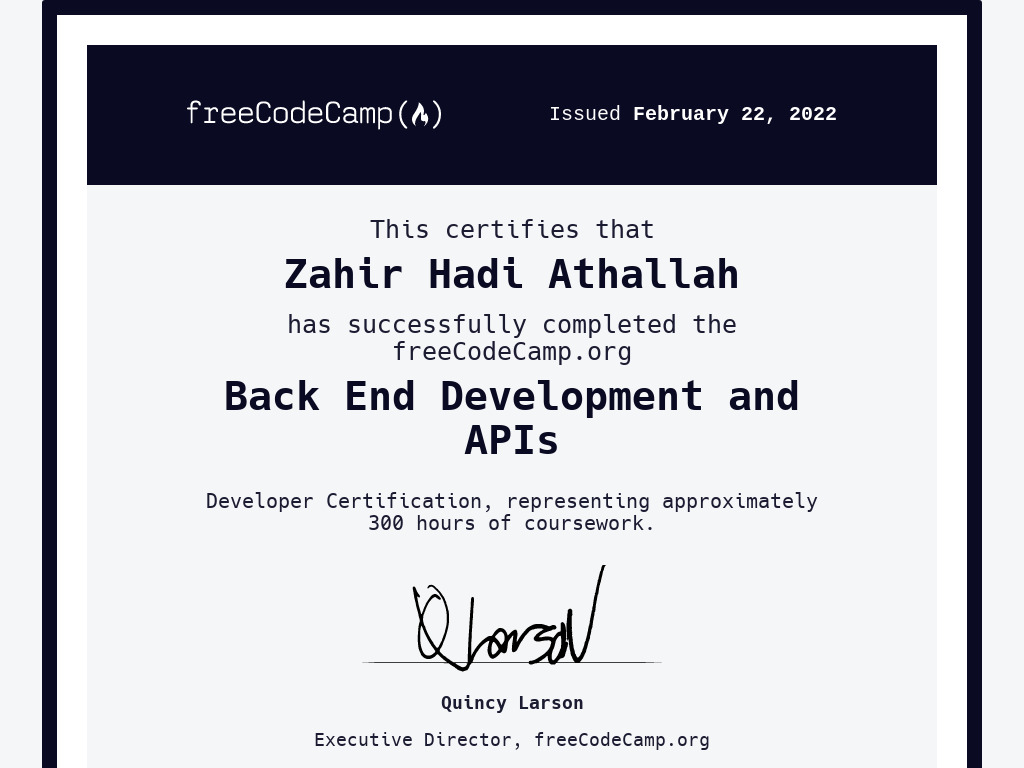 freeCodeCamp(🔥)
Issued February 22, 2022
This certifies that
Zahir Hadi Athallah
has successfully completed the
freeCodeCamp.org
Back End Development and
APIs
Developer Certification, representing approximately
300 hours of coursework.
Q Larson
Quincy Larson
Executive Director, freeCodeCamp.org